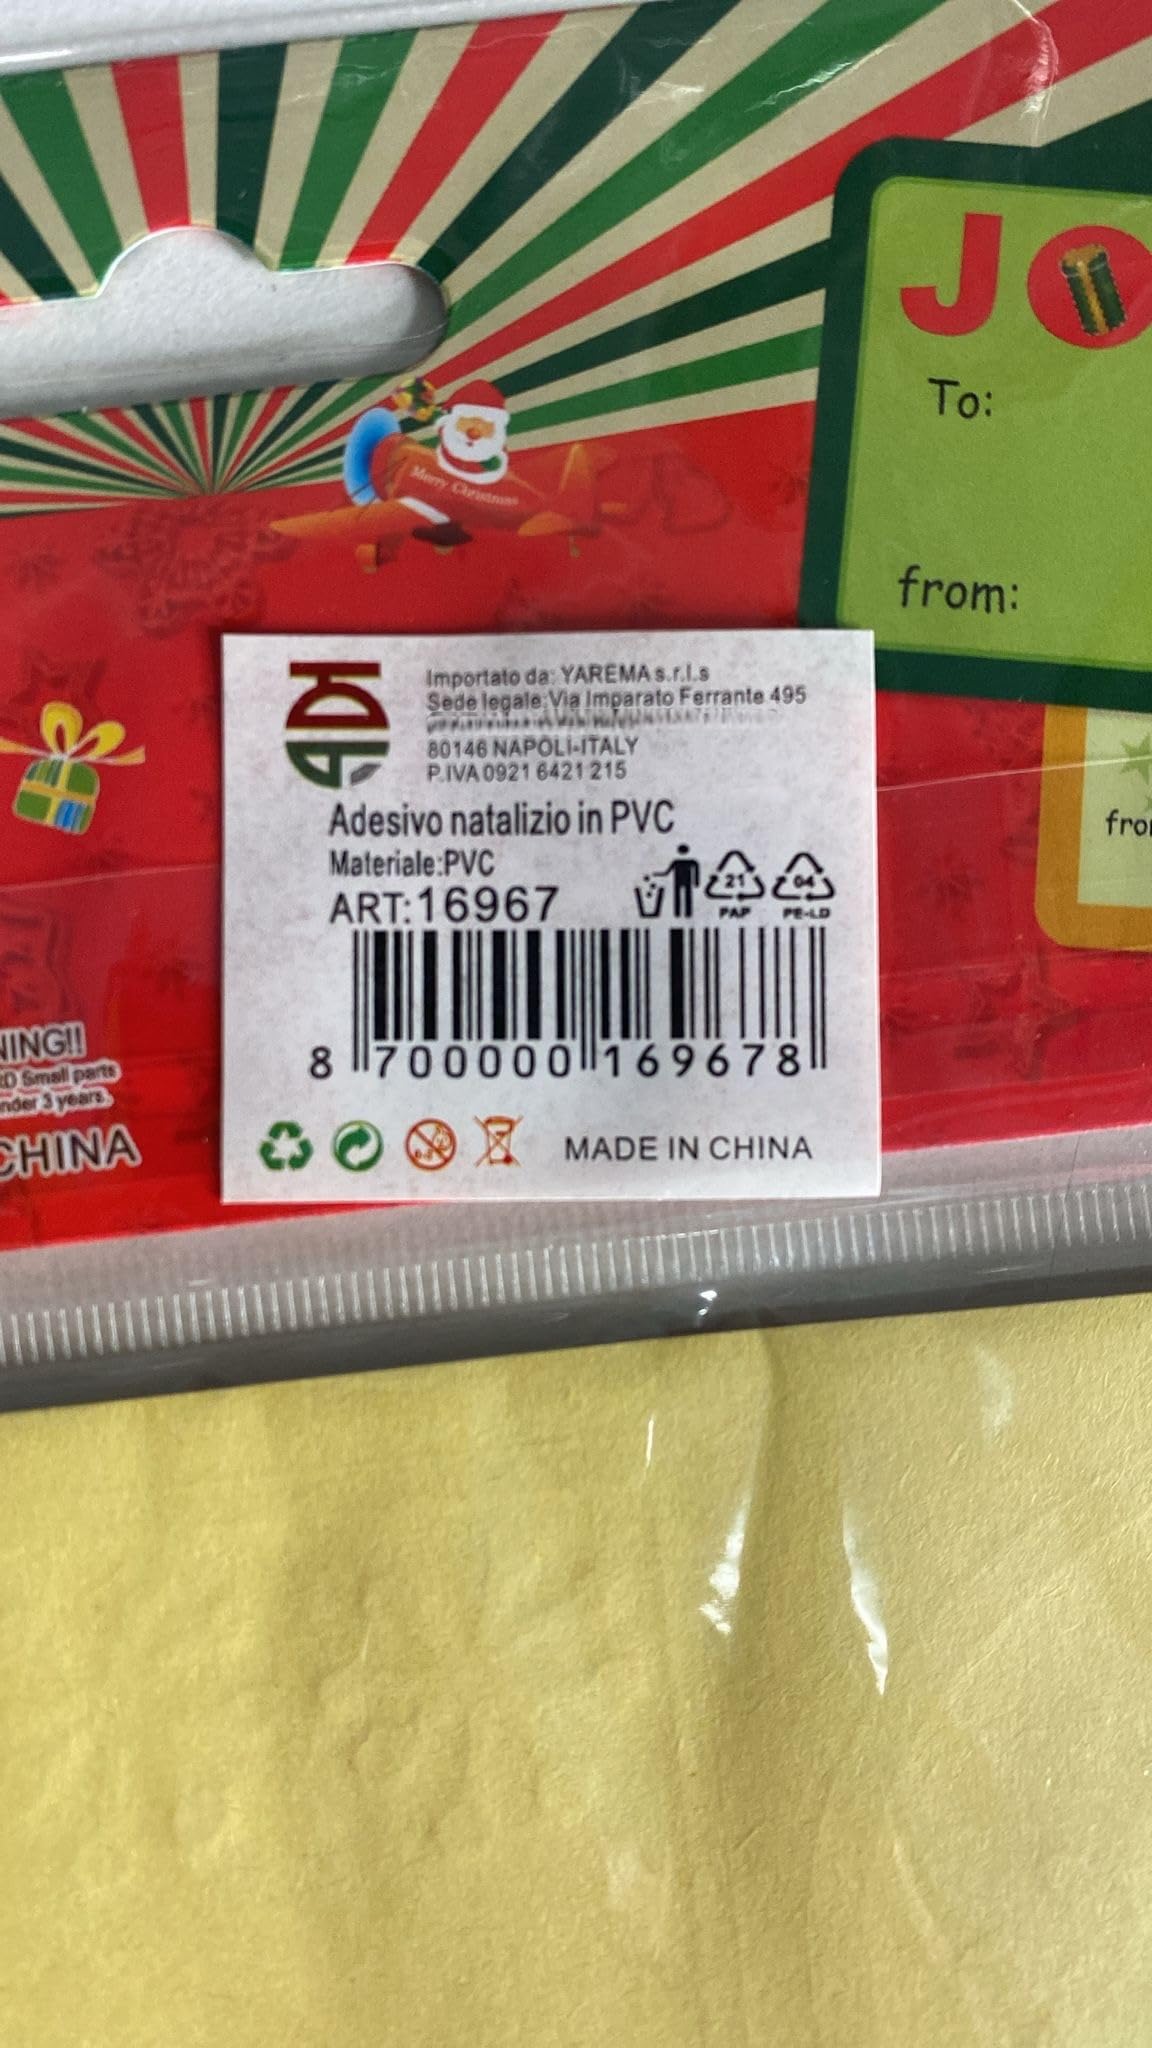 JO
To:
from:
Merry Christmas
Importato da: YAREMA s.r.l.s
Sede legale:Via Imparato Ferrante 495
80146 NAPOLI-ITALY
P.IVA 0921 6421 215
Adesivo natalizio in PVC
Materiale:PVC
ART:16967
21
PAP
04
PE-LD
8 700000 169678
0-3
MADE IN CHINA
NING!!
Small parts
nder 3 years.
CHINA
fro